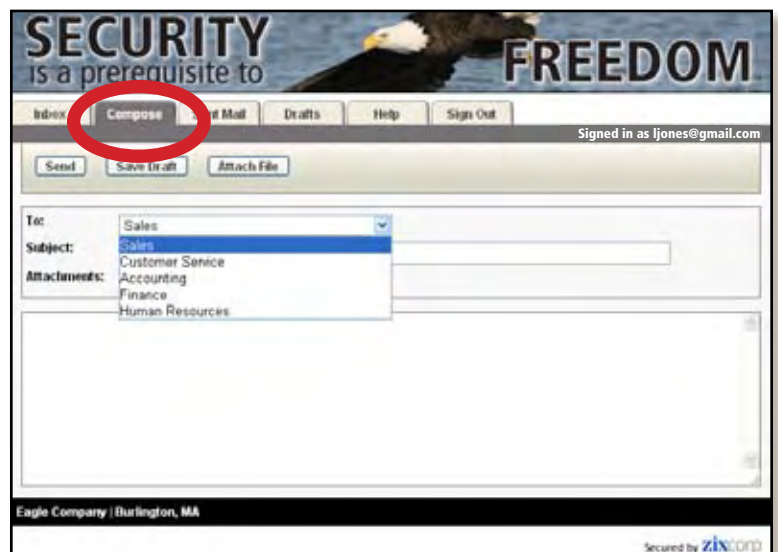 SECURITY
is a prerequisite to
FREEDOM
Inbox Compose Sent Mail Drafts Help Sign Out
Signed in as ljones@gmail.com
Send Save Draft Attach File
To: Sales
Sales
Subject:
Customer Service
Attachments: Accounting
Finance
Human Resources
Eagle Company | Burlington, MA
Secured by zixcorp